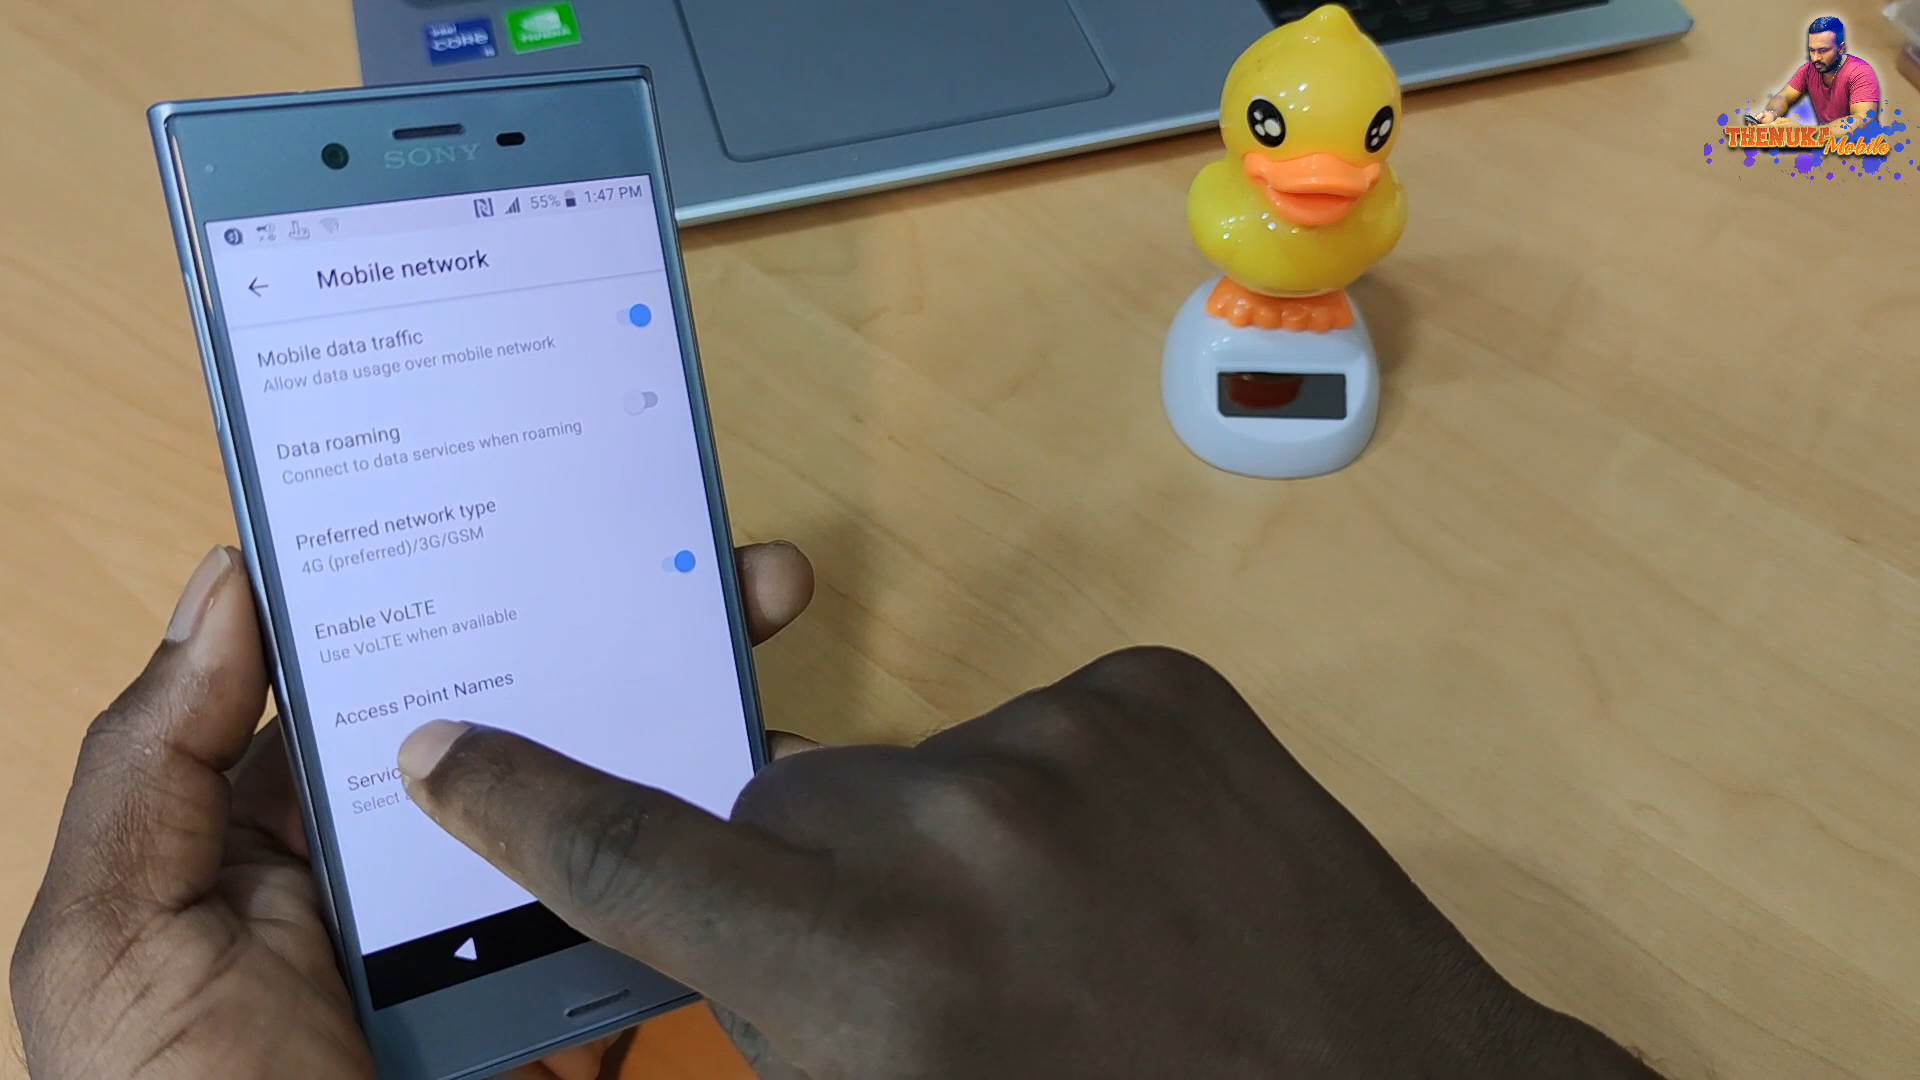 CORE
NVIDIA
SONY
55% 1:47 PM
Mobile network
Mobile data traffic
Allow data usage over mobile network
Data roaming
Connect to data services when roaming
Preferred network type
4G (preferred)/3G/GSM
Enable VoLTE
Use VoLTE when available
Access Point Names
Servic
Select
THENUKA
Mobile